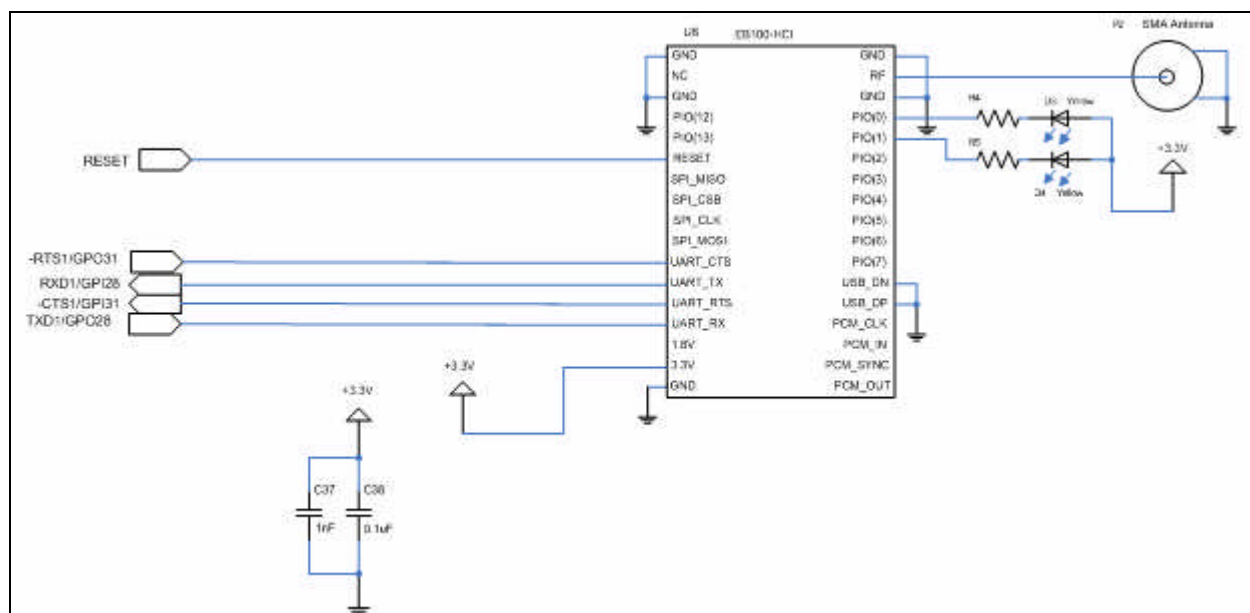 U6 EB100-HCI
P2 SMA Antenna
GND GND
NC RF
GND GND
PIO(12) PIO(0)
R4 Yellow
PIO(13) PIO(1)
R5 +3.3V
RESET RESET PIO(2)
SPI_MISO PIO(3)
D4 Yellow
SPI_CSB PIO(4)
SPI_CLK PIO(5)
SPI_MOSI PIO(6)
-RTS1/GPO31 UART_CTS PIO(7)
RXD1/GPI28 UART_TX USB_DN
-CTS1/GPI31 UART_RTS USB_DP
TXD1/GPO28 UART_RX PCM_CLK
1.8V PCM_IN
+3.3V 3.3V PCM_SYNC
+3.3V GND PCM_OUT
C37 C38
1nF 0.1uF